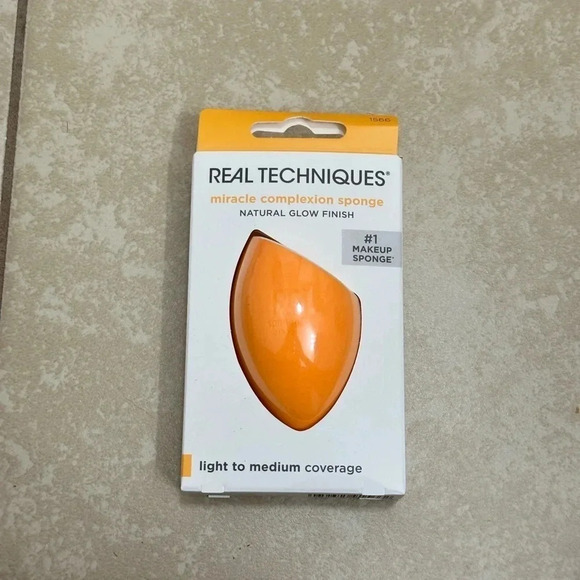 REAL TECHNIQUES®
miracle complexion sponge
NATURAL GLOW FINISH
#1
MAKEUP
SPONGE*
light to medium coverage